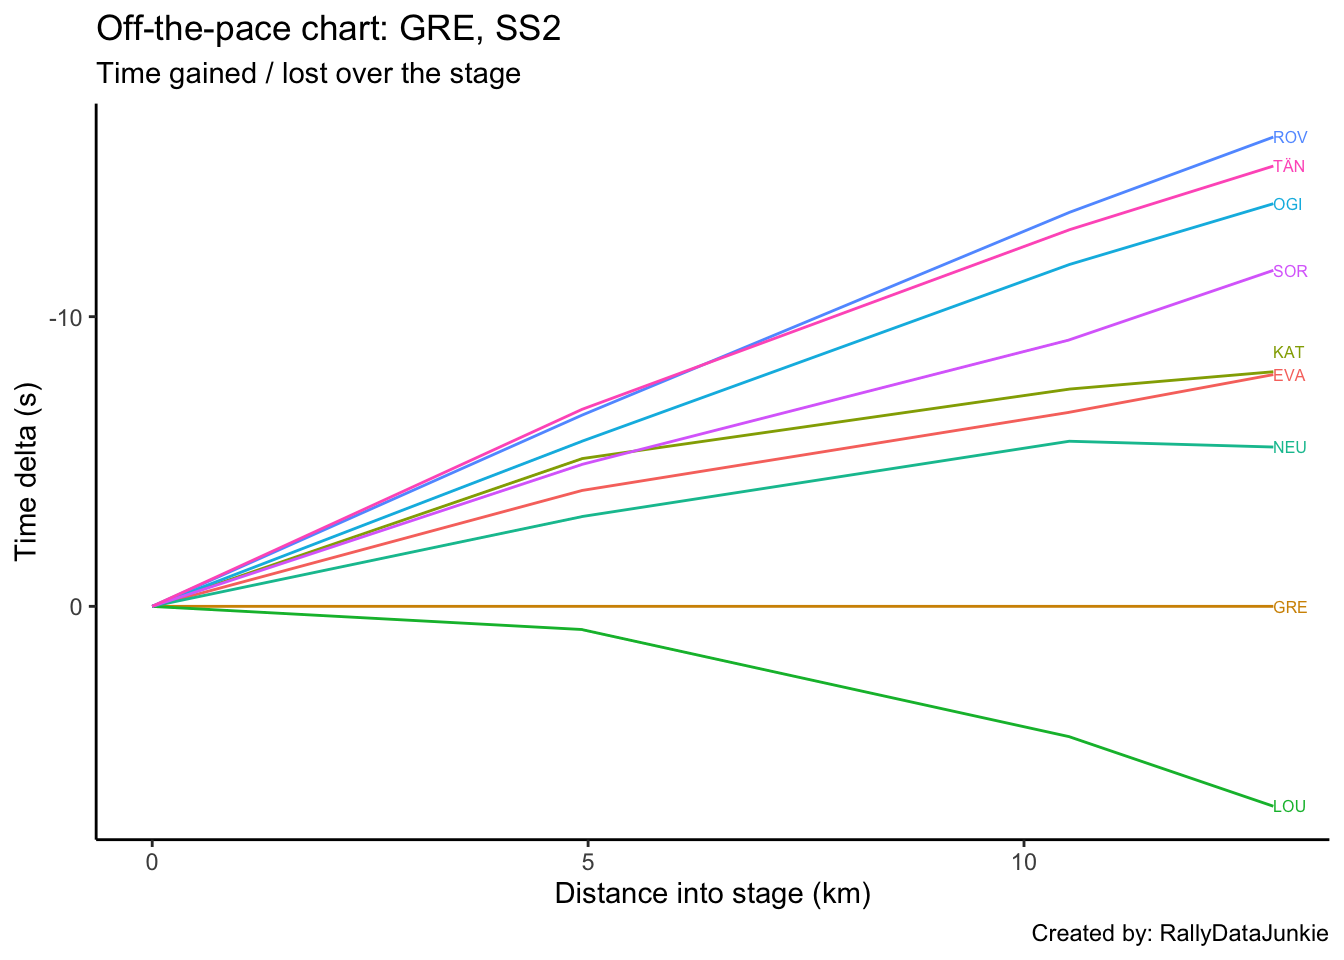 Off-the-pace chart: GRE, SS2
Time gained / lost over the stage
ROV
TÄN
OGI
SOR
-10
KAT
EVA
NEU
Time delta (s)
0
GRE
LOU
0 5 10
Distance into stage (km)
Created by: RallyDataJunkie